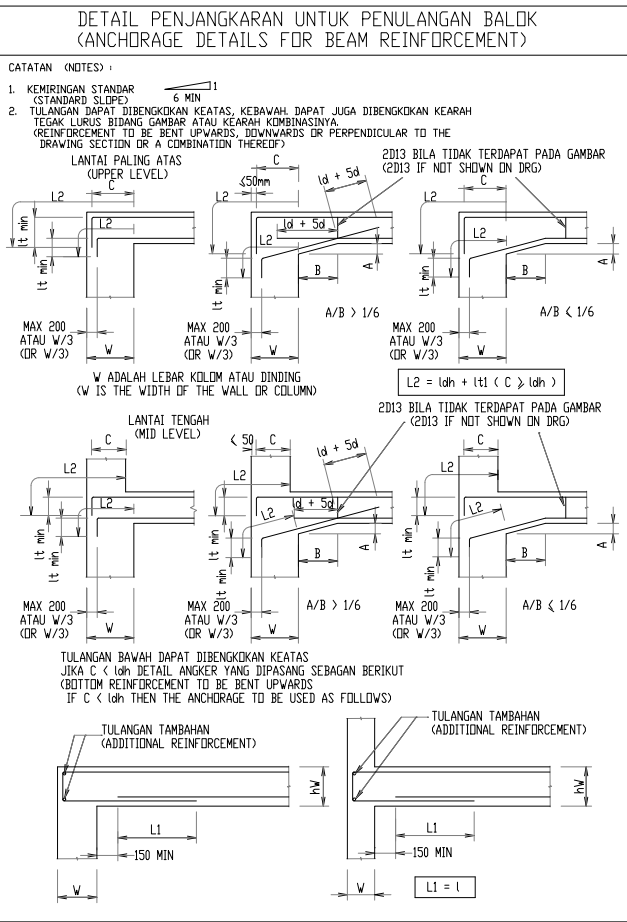 DETAIL PENJANGKARAN UNTUK PENULANGAN BALOK
(ANCHORAGE DETAILS FOR BEAM REINFORCEMENT)
CATATAN (NOTES) :
1. KEMIRINGAN STANDAR
(STANDARD SLOPE)
1
6 MIN
2. TULANGAN DAPAT DIBENGKOKAN KEATAS, KEBAWAH. DAPAT JUGA DIBENGKOKAN KEARAH
TEGAK LURUS BIDANG GAMBAR ATAU KEARAH KOMBINASINYA.
(REINFORCEMENT TO BE BENT UPWARDS, DOWNWARDS OR PERPENDICULAR TO THE
DRAWING SECTION OR A COMBINATION THEREOF)
LANTAI PALING ATAS
(UPPER LEVEL)
2D13 BILA TIDAK TERDAPAT PADA GAMBAR
(2D13 IF NOT SHOWN ON DRG)
C
L2
L2
lt min
lt min
MAX 200
ATAU W/3
(OR W/3)
W
C
≤50mm
ld + 5d
L2
ld + 5d
L2
lt min
B
A
A/B > 1/6
MAX 200
ATAU W/3
(OR W/3)
W
C
L2
L2
lt min
B
A
A/B ≤ 1/6
MAX 200
ATAU W/3
(OR W/3)
W
W ADALAH LEBAR KOLOM ATAU DINDING
(W IS THE WIDTH OF THE WALL OR COLUMN)
L2 = ldh + lt1 ( C ≥ ldh )
LANTAI TENGAH
(MID LEVEL)
2D13 BILA TIDAK TERDAPAT PADA GAMBAR
(2D13 IF NOT SHOWN ON DRG)
C
L2
L2
lt min
lt min
MAX 200
ATAU W/3
(OR W/3)
W
≤ 50
C
ld + 5d
L2
L2
ld + 5d
lt min
lt min
B
A
A/B > 1/6
MAX 200
ATAU W/3
(OR W/3)
W
C
L2
L2
lt min
lt min
B
A
A/B ≤ 1/6
MAX 200
ATAU W/3
(OR W/3)
W
TULANGAN BAWAH DAPAT DIBENGKOKAN KEATAS
JIKA C < ldh DETAIL ANGKER YANG DIPASANG SEBAGAN BERIKUT
(BOTTOM REINFORCEMENT TO BE BENT UPWARDS
IF C < ldh THEN THE ANCHORAGE TO BE USED AS FOLLOWS)
TULANGAN TAMBAHAN
(ADDITIONAL REINFORCEMENT)
hW
L1
150 MIN
W
TULANGAN TAMBAHAN
(ADDITIONAL REINFORCEMENT)
hW
L1
150 MIN
W
L1 = l